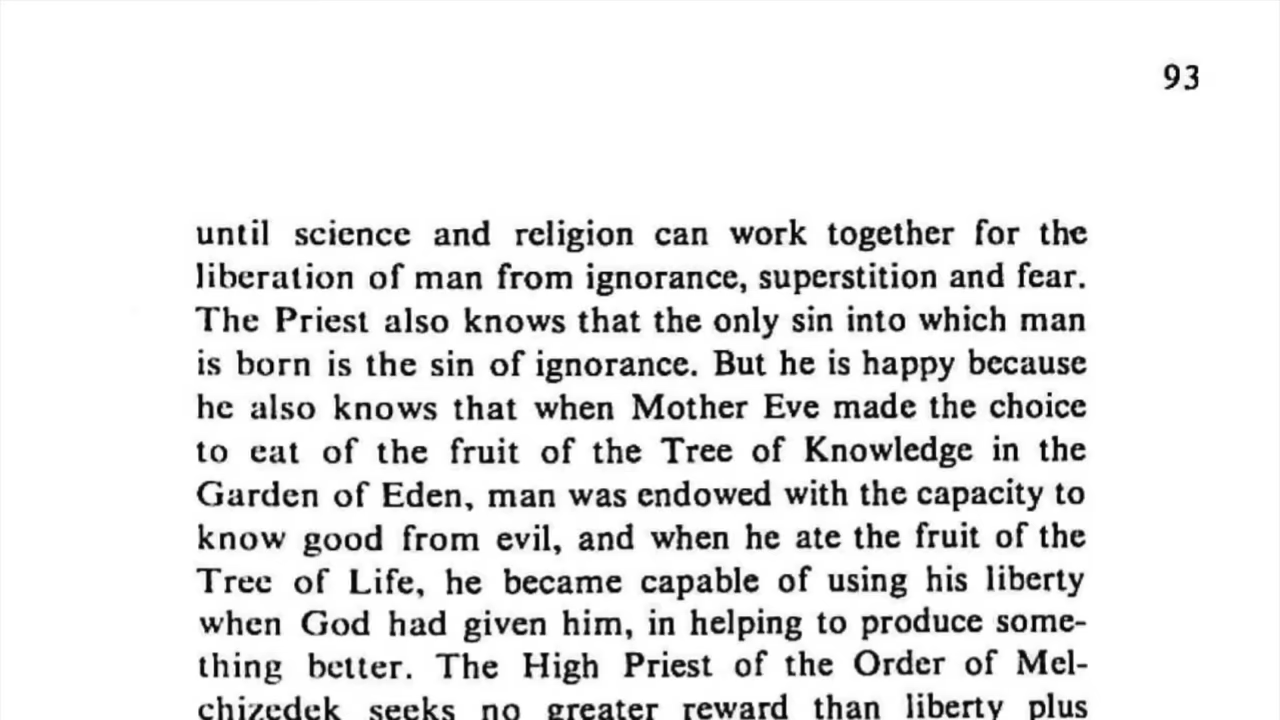 93
until science and religion can work together for the
liberation of man from ignorance, superstition and fear.
The Priest also knows that the only sin into which man
is born is the sin of ignorance. But he is happy because
he also knows that when Mother Eve made the choice
to eat of the fruit of the Tree of Knowledge in the
Garden of Eden, man was endowed with the capacity to
know good from evil, and when he ate the fruit of the
Tree of Life, he became capable of using his liberty
when God had given him, in helping to produce some-
thing better. The High Priest of the Order of Mel-
chizedek seeks no greater reward than liberty plus